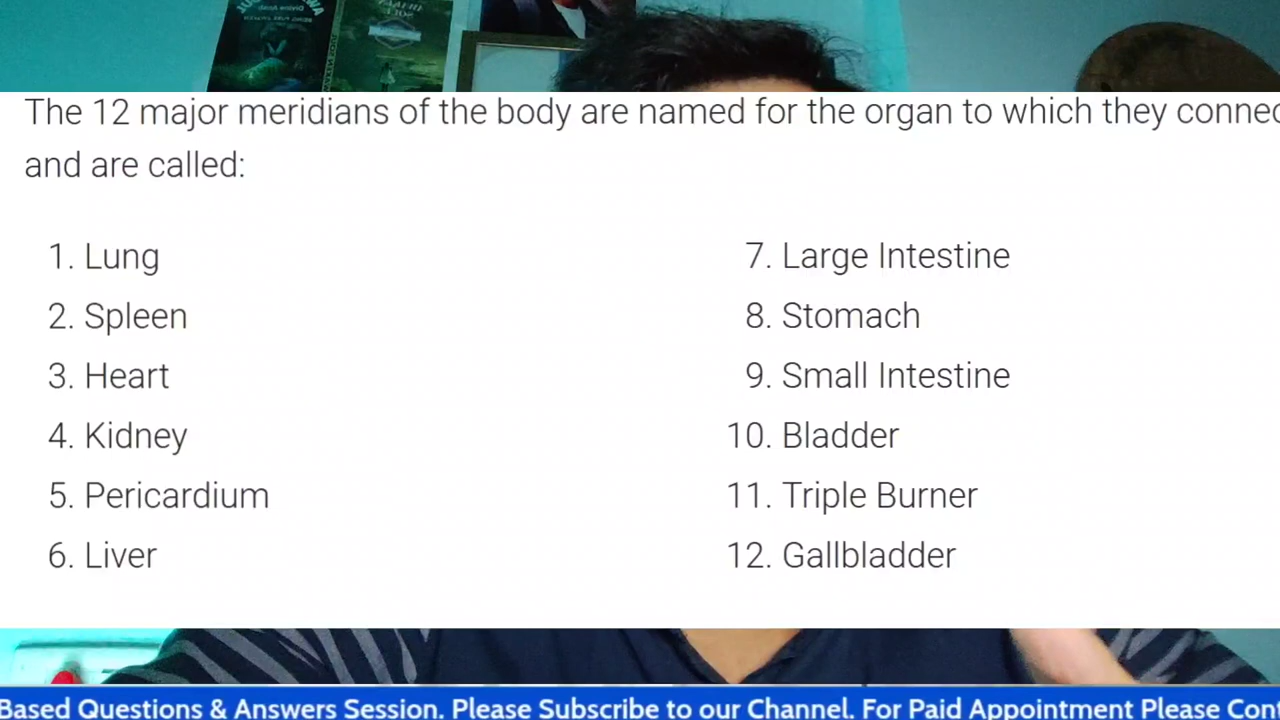 The 12 major meridians of the body are named for the organ to which they connec
and are called:
1. Lung
2. Spleen
3. Heart
4. Kidney
5. Pericardium
6. Liver
7. Large Intestine
8. Stomach
9. Small Intestine
10. Bladder
11. Triple Burner
12. Gallbladder
Based Questions & Answers Session. Please Subscribe to our Channel. For Paid Appointment Please Con